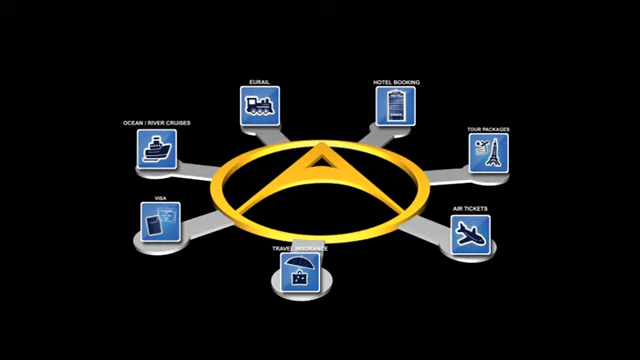 EURAIL
HOTEL BOOKING
OCEAN / RIVER CRUISES
TOUR PACKAGES
VISA
AIR TICKETS
TRAVEL INSURANCE